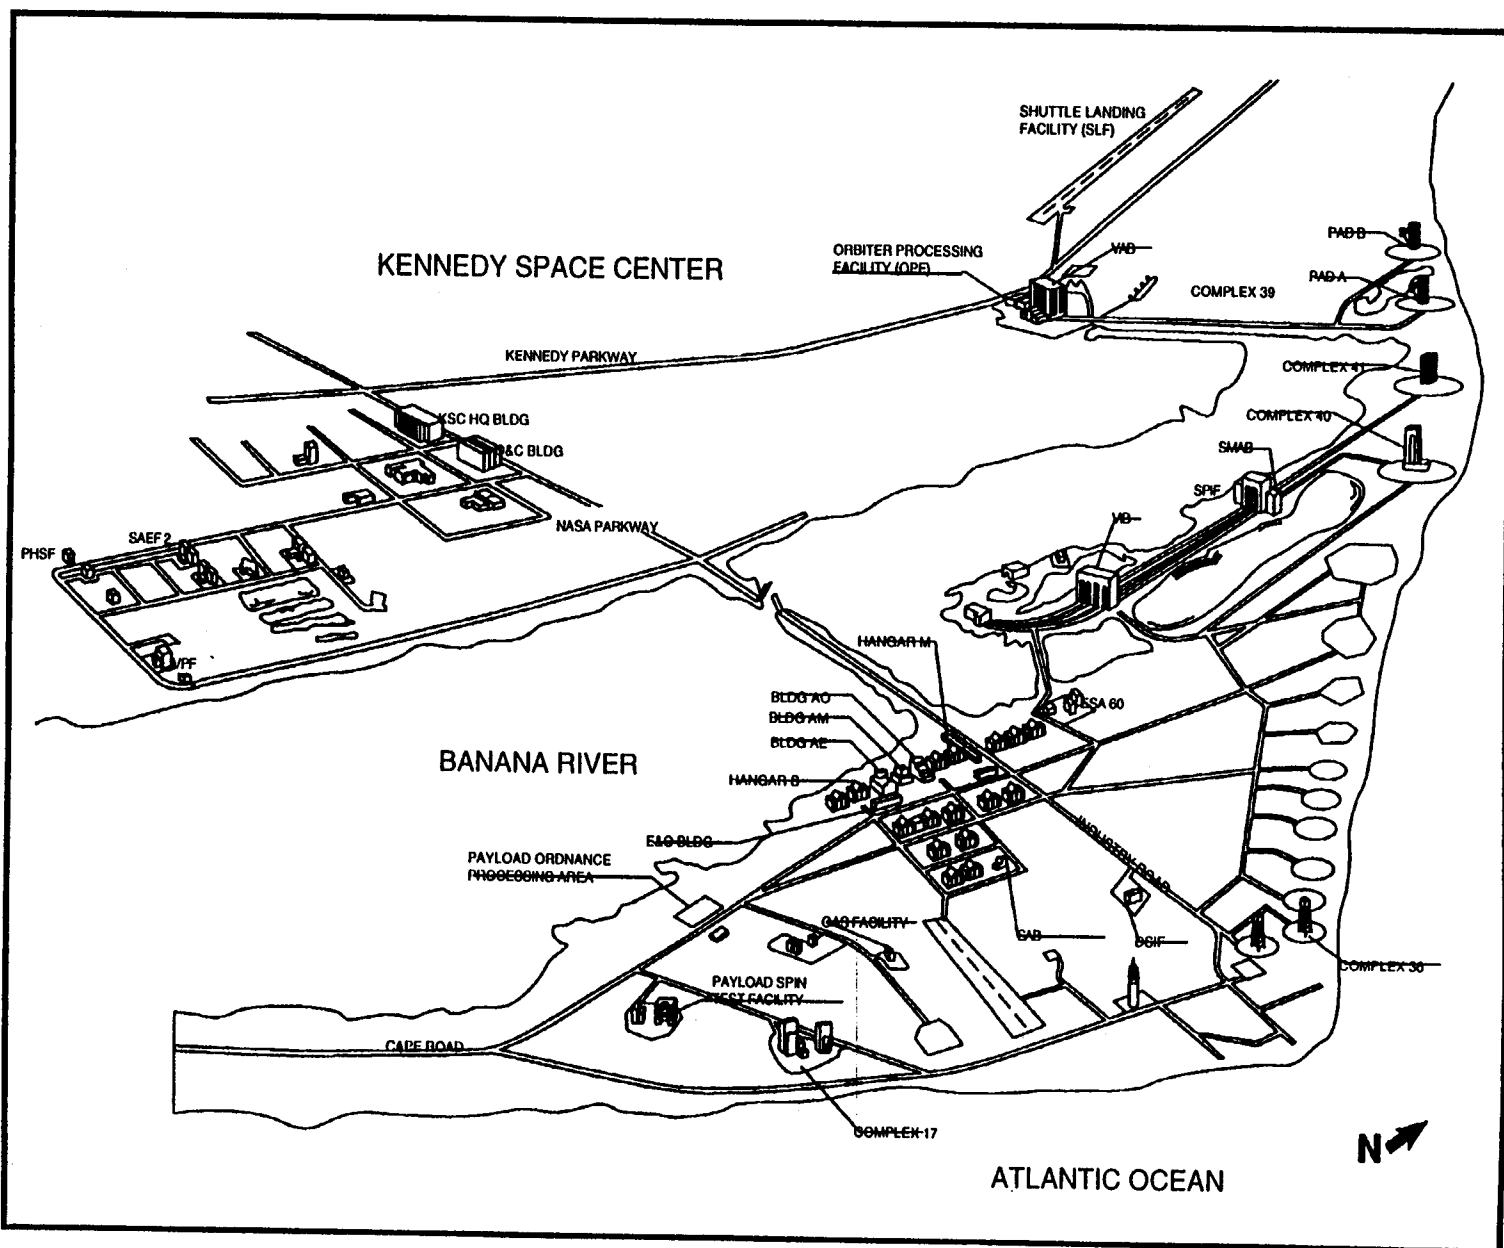 SHUTTLE LANDING
FACILITY (SLF)
PAD B
KENNEDY SPACE CENTER
ORBITER PROCESSING
FACILITY (OPF)
VAB
PAD A
COMPLEX 39
KENNEDY PARKWAY
COMPLEX 41
KSC HQ BLDG
COMPLEX 40
O&C BLDG
SMAB
SPIF
NASA PARKWAY
VIB
PHSF
SAEF 2
HANGAR M
VPF
BLDG AO
ESA 60
BLDG AM
BLDG AE
BANANA RIVER
HANGAR S
E&O BLDG
INDUSTRY ROAD
PAYLOAD ORDNANCE
PROCESSING AREA
GAS FACILITY
SAB
DSIF
COMPLEX 36
PAYLOAD SPIN
TEST FACILITY
CAPE ROAD
COMPLEX 17
N
ATLANTIC OCEAN